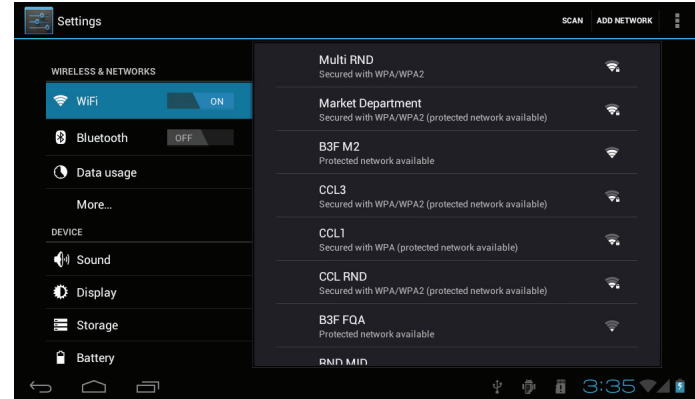 Settings
SCAN
ADD NETWORK
WIRELESS & NETWORKS
WiFi
ON
Bluetooth
OFF
Data usage
More...
DEVICE
Sound
Display
Storage
Battery
Multi RND
Secured with WPA/WPA2
Market Department
Secured with WPA/WPA2 (protected network available)
B3F M2
Protected network available
CCL3
Secured with WPA/WPA2 (protected network available)
CCL1
Secured with WPA (protected network available)
CCL RND
Secured with WPA/WPA2 (protected network available)
B3F FQA
Protected network available
RND MID
3:35